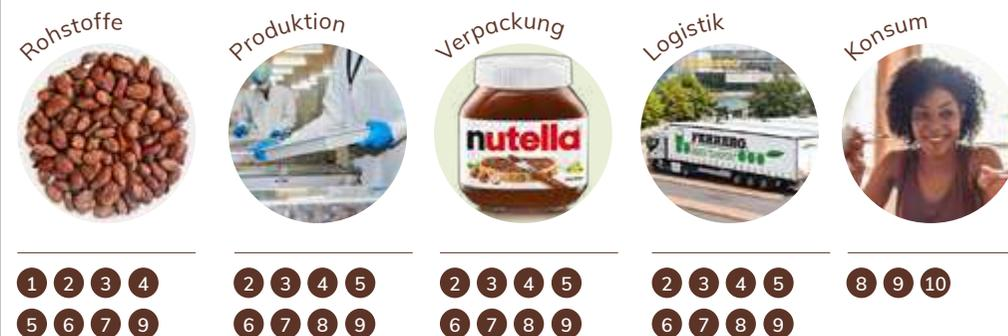 Rohstoffe
Produktion
Verpackung
Logistik
Konsum
nutella
FERRERO
1 2 3 4
5 6 7 9
2 3 4 5
6 7 8 9
2 3 4 5
6 7 8 9
2 3 4 5
6 7 8 9
8 9 10